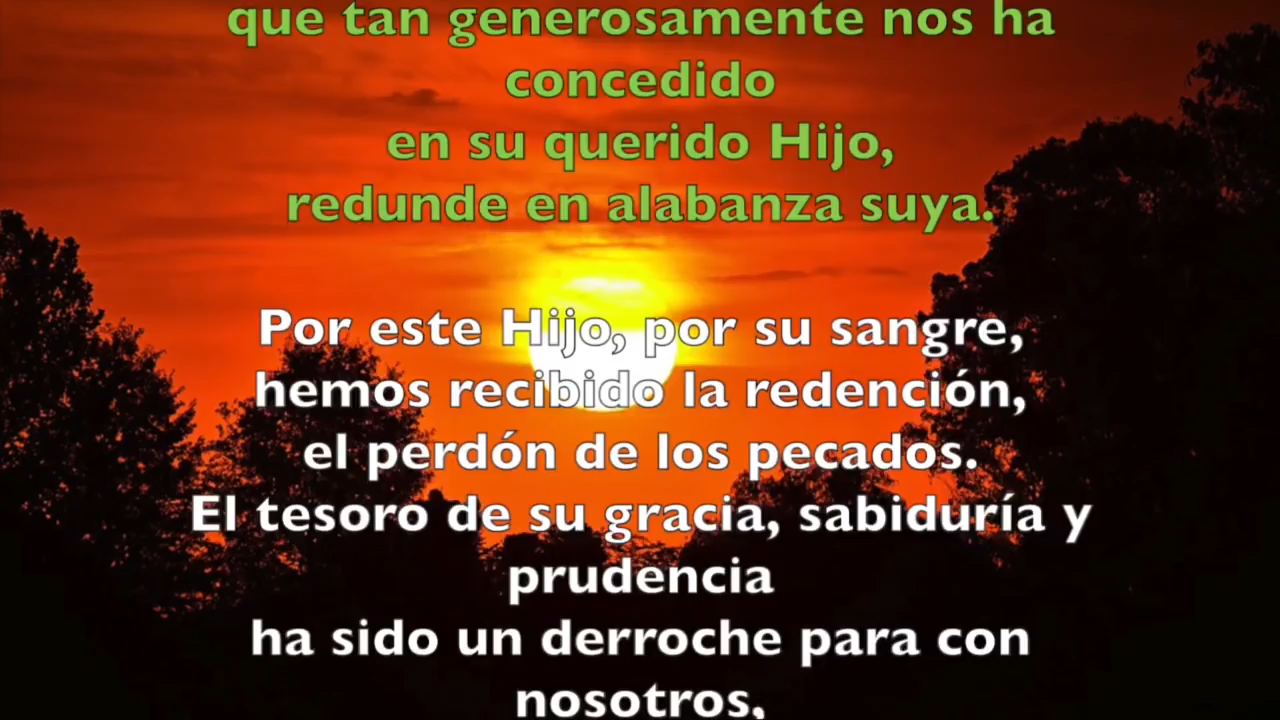 que tan generosamente nos ha
concedido
en su querido Hijo,
redunde en alabanza suya.
Por este Hijo, por su sangre,
hemos recibido la redención,
el perdón de los pecados.
El tesoro de su gracia, sabiduría y
prudencia
ha sido un derroche para con
nosotros,